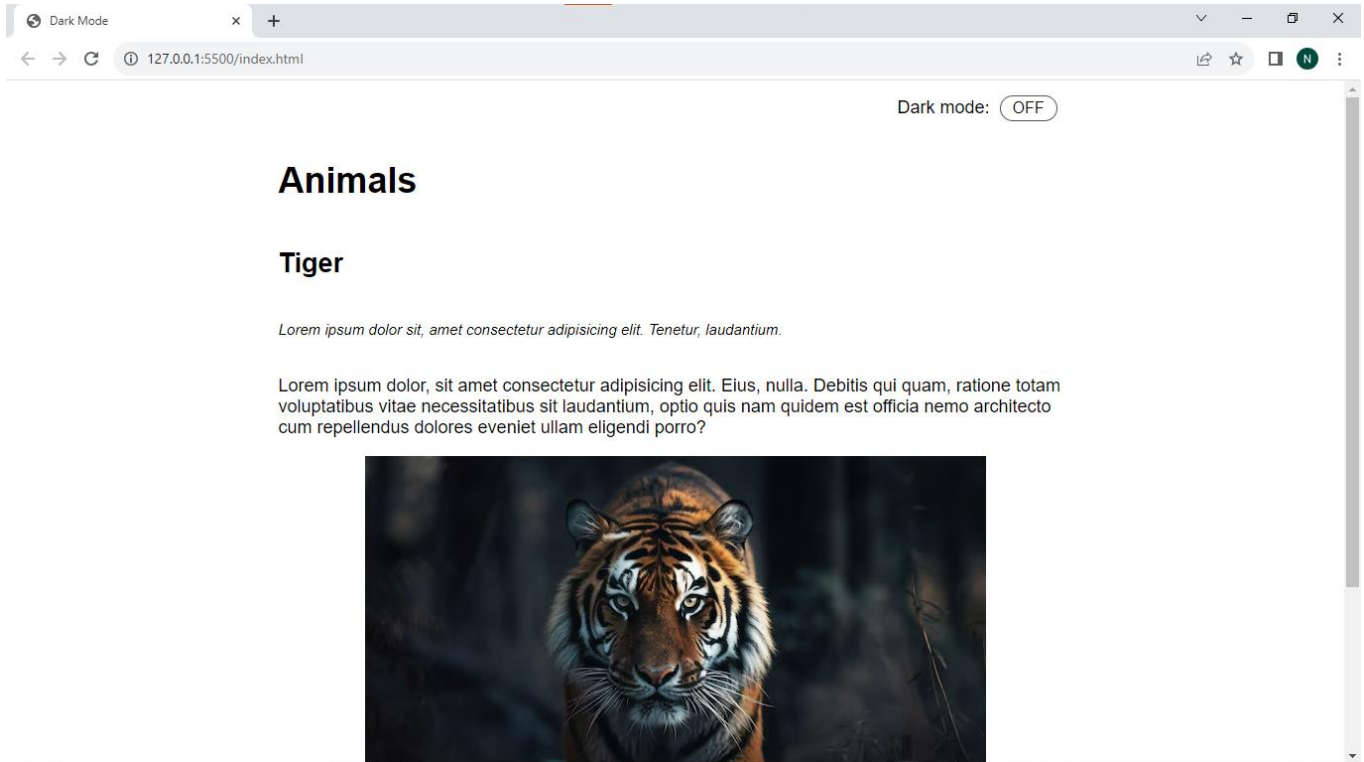 Dark Mode
127.0.0.1:5500/index.html
N
Dark mode: OFF
Animals
Tiger
Lorem ipsum dolor sit, amet consectetur adipisicing elit. Tenetur, laudantium.
Lorem ipsum dolor, sit amet consectetur adipisicing elit. Eius, nulla. Debitis qui quam, ratione totam
voluptatibus vitae necessitatibus sit laudantium, optio quis nam quidem est officia nemo architecto
cum repellendus dolores eveniet ullam eligendi porro?